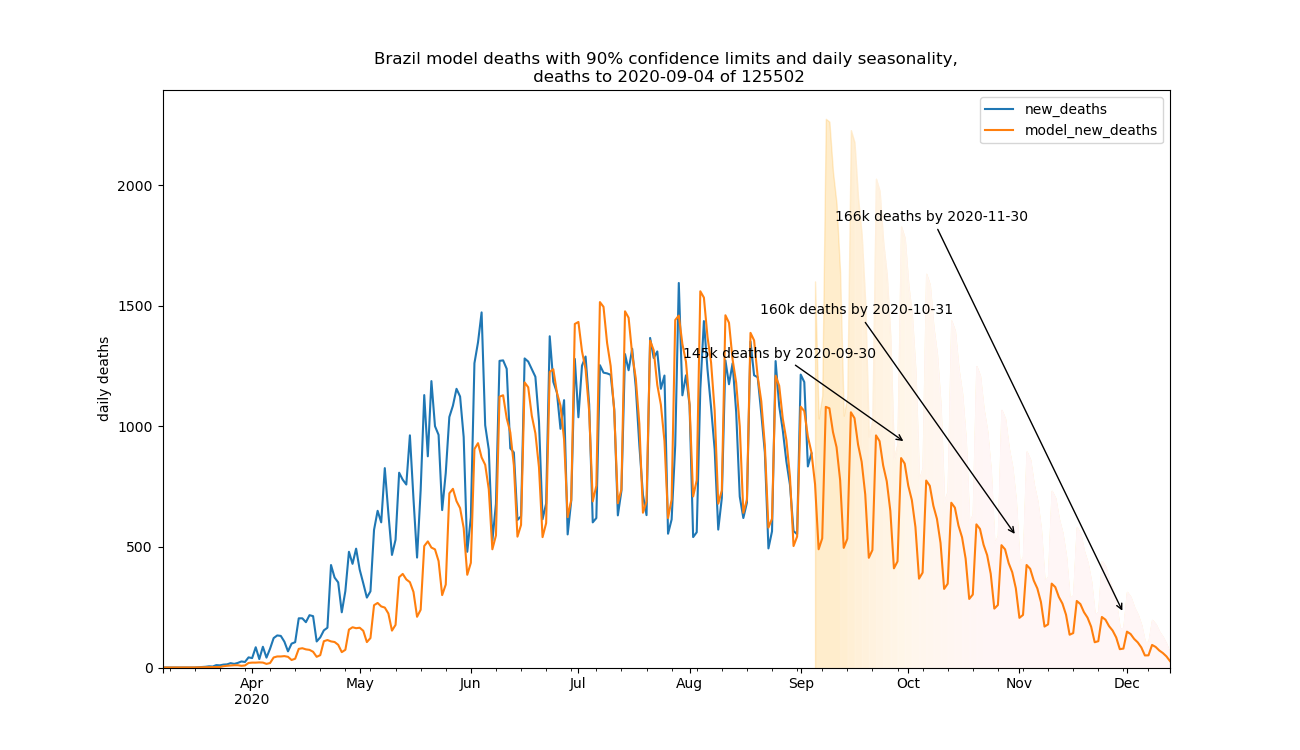 Brazil model deaths with 90% confidence limits and daily seasonality,
deaths to 2020-09-04 of 125502
new_deaths
model_new_deaths
2000
1500
1000
500
0
daily deaths
166k deaths by 2020-11-30
160k deaths by 2020-10-31
145k deaths by 2020-09-30
Apr
2020
May
Jun
Jul
Aug
Sep
Oct
Nov
Dec